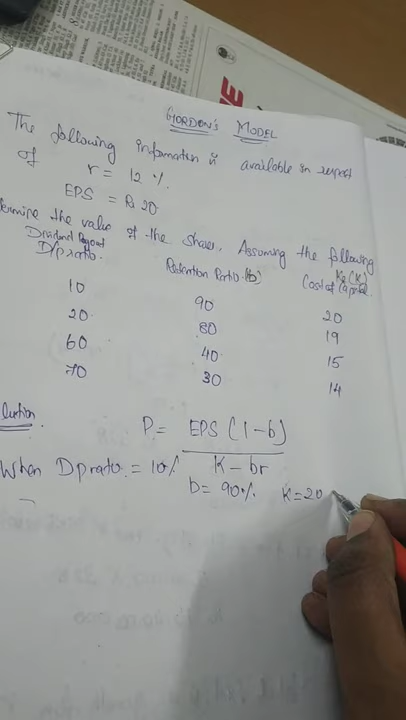 GORDON'S MODEL
The following information is available in respect
of r = 12 %.
EPS = Rs 20
termine the value of the shares, Assuming the following
Dividend Payout
D/p ratio. Retention Ratio (b) Ke (K)
Cost of Capital.
10 90 20
20 80 19
60 40 15
70 30 14
lution
P = EPS (1-b)
K - br
When Dp ratio = 10%
b = 90% K = 20